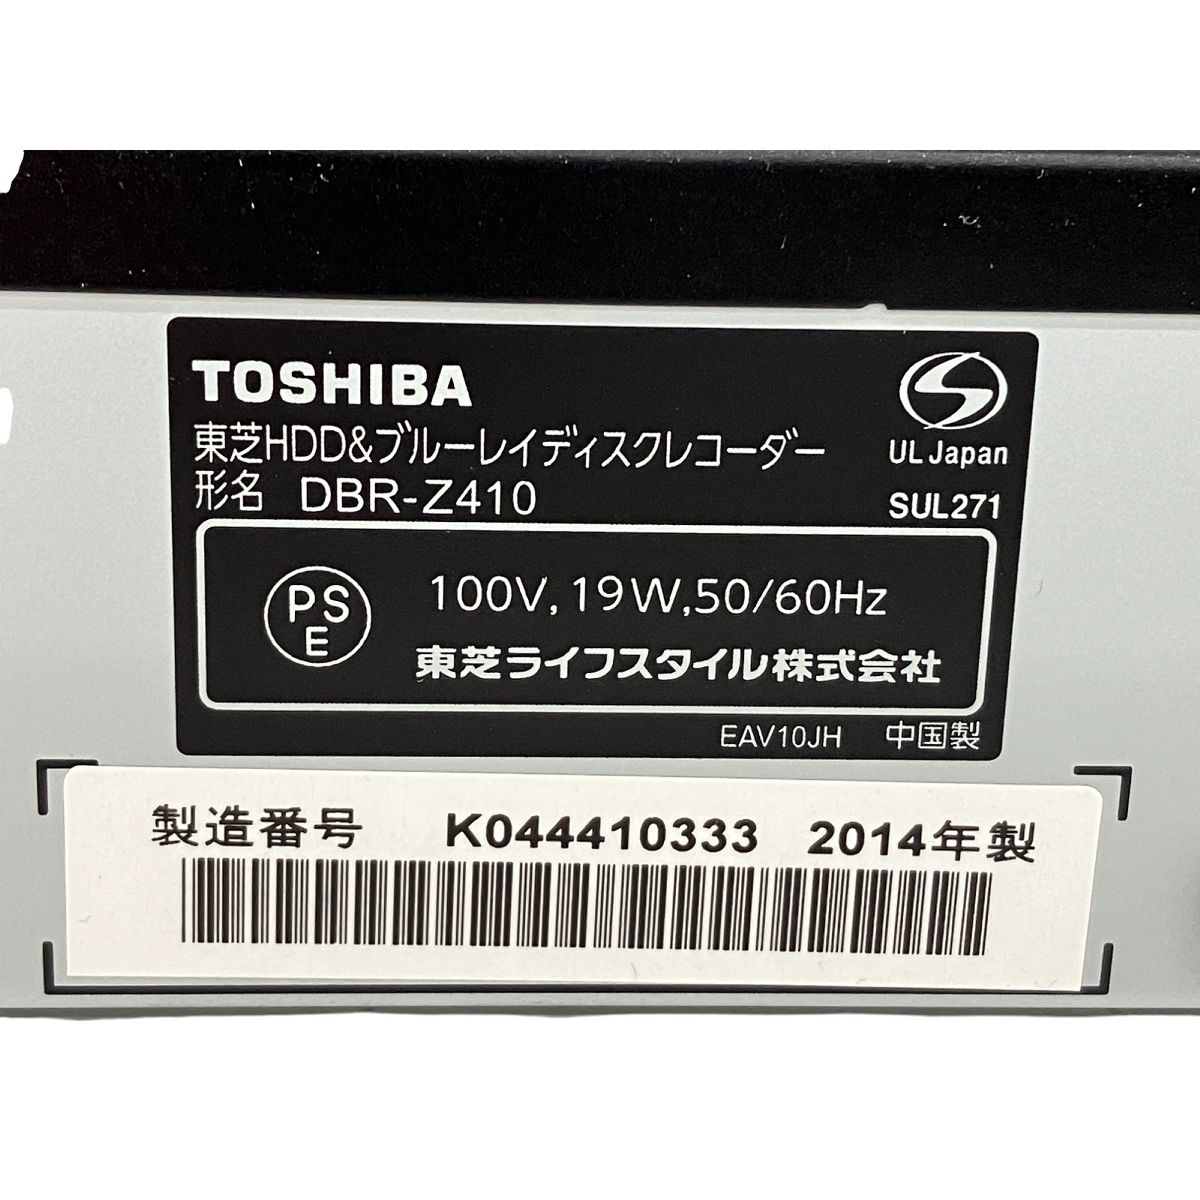 TOSHIBA
東芝HDD&ブルーレイディスクレコーダー
形名 DBR-Z410
S
UL Japan
SUL271
PS
E
100V,19W,50/60Hz
東芝ライフスタイル株式会社
EAV10JH 中国製
製造番号 K044410333 2014年製